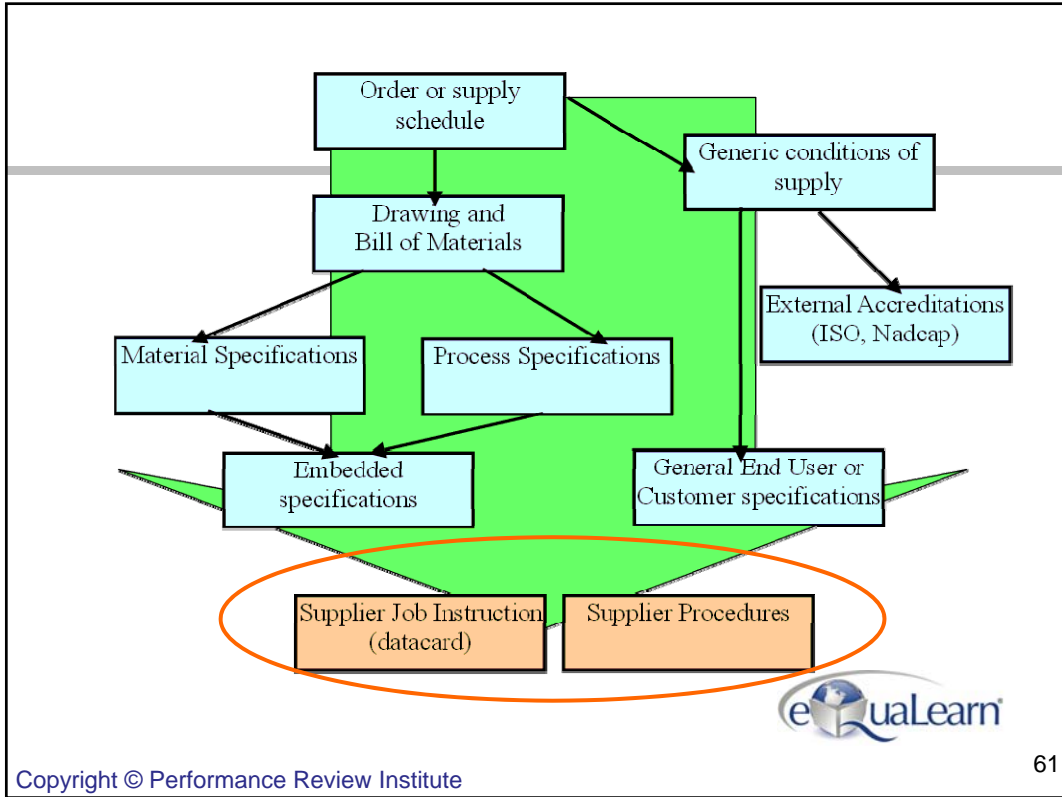 Order or supply
schedule
Generic conditions of
supply
Drawing and
Bill of Materials
External Accreditations
(ISO, Nadcap)
Material Specifications
Process Specifications
Embedded
specifications
General End User or
Customer specifications
Supplier Job Instruction
(datacard)
Supplier Procedures
eQuaLearn
Copyright © Performance Review Institute
61